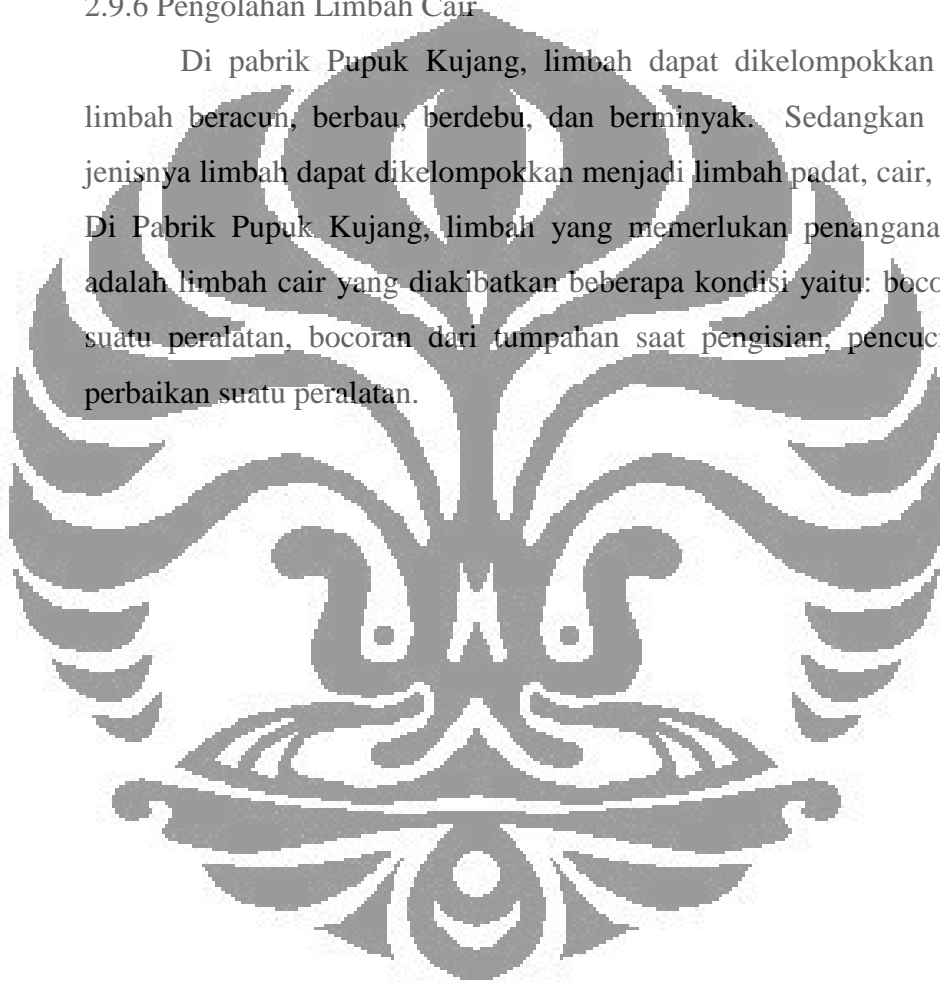 2.9.6 Pengolahan Limbah Cair
Di pabrik Pupuk Kujang, limbah dapat dikelompokkan
limbah beracun, berbau, berdebu, dan berminyak. Sedangkan
jenisnya limbah dapat dikelompokkan menjadi limbah padat, cair,
Di Pabrik Pupuk Kujang, limbah yang memerlukan penangana
adalah limbah cair yang diakibatkan beberapa kondisi yaitu: boco
suatu peralatan, bocoran dari tumpahan saat pengisian, pencuci
perbaikan suatu peralatan.